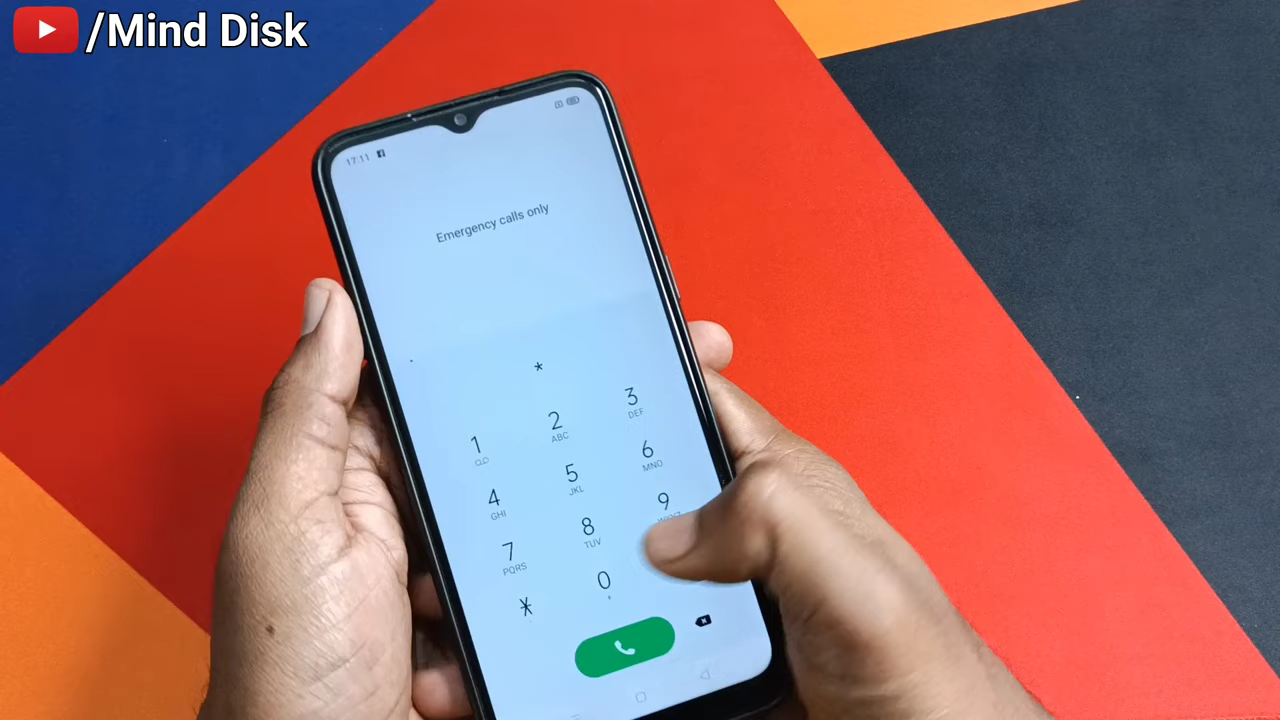 /Mind Disk
17:11
Emergency calls only
*
1
2
ABC
3
DEF
4
GHI
5
JKL
6
MNO
7
PQRS
8
TUV
9
*
0
,